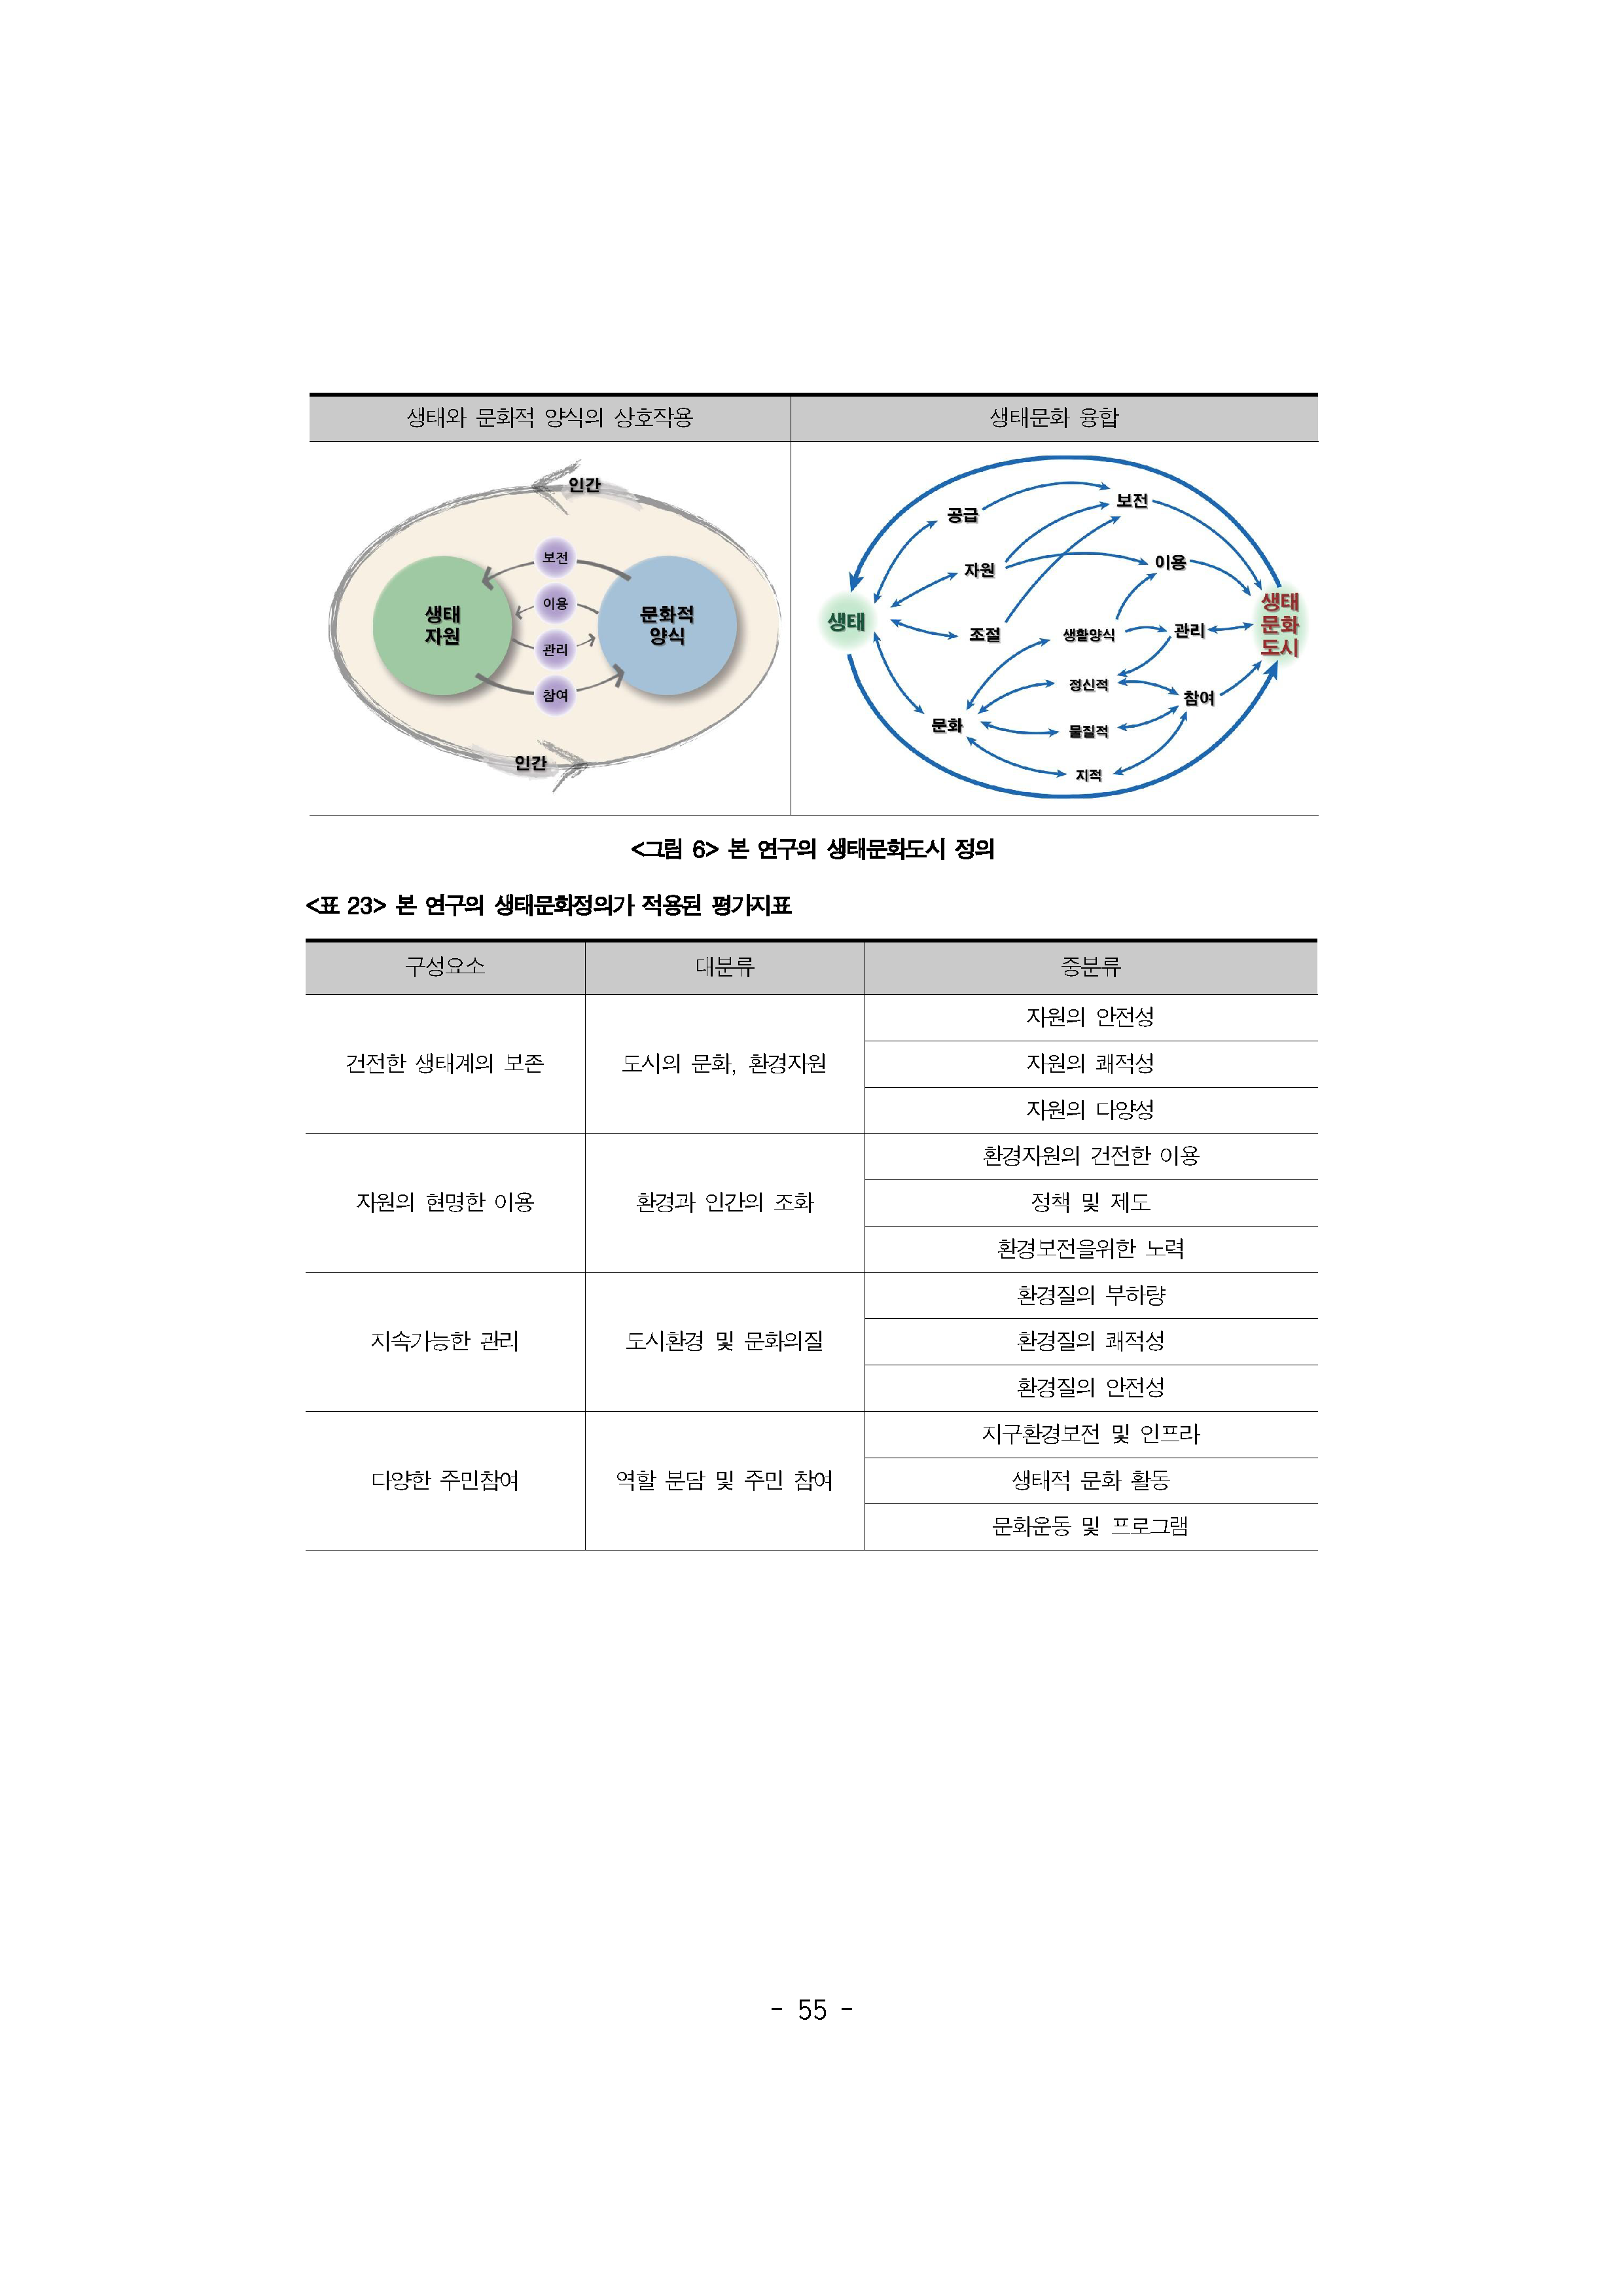 생태와 문화적 양식의 상호작용
생태문화 융합
인간
보전
이용
관리
참여
생태
자원
문화적
양식
인간
공급
보전
자원
이용
생태
조절
생활양식
관리
생태
문화
도시
정신적
참여
문화
물질적
지적
<그림 6> 본 연구의 생태문화도시 정의
<표 23> 본 연구의 생태문화정의가 적용된 평가지표
구성요소 대분류 중분류
자원의 안전성
건전한 생태계의 보존 도시의 문화, 환경자원 자원의 쾌적성
자원의 다양성
환경자원의 건전한 이용
자원의 현명한 이용 환경과 인간의 조화 정책 및 제도
환경보전을위한 노력
환경질의 부하량
지속가능한 관리 도시환경 및 문화의질 환경질의 쾌적성
환경질의 안전성
지구환경보전 및 인프라
다양한 주민참여 역할 분담 및 주민 참여 생태적 문화 활동
문화운동 및 프로그램
- 55 -